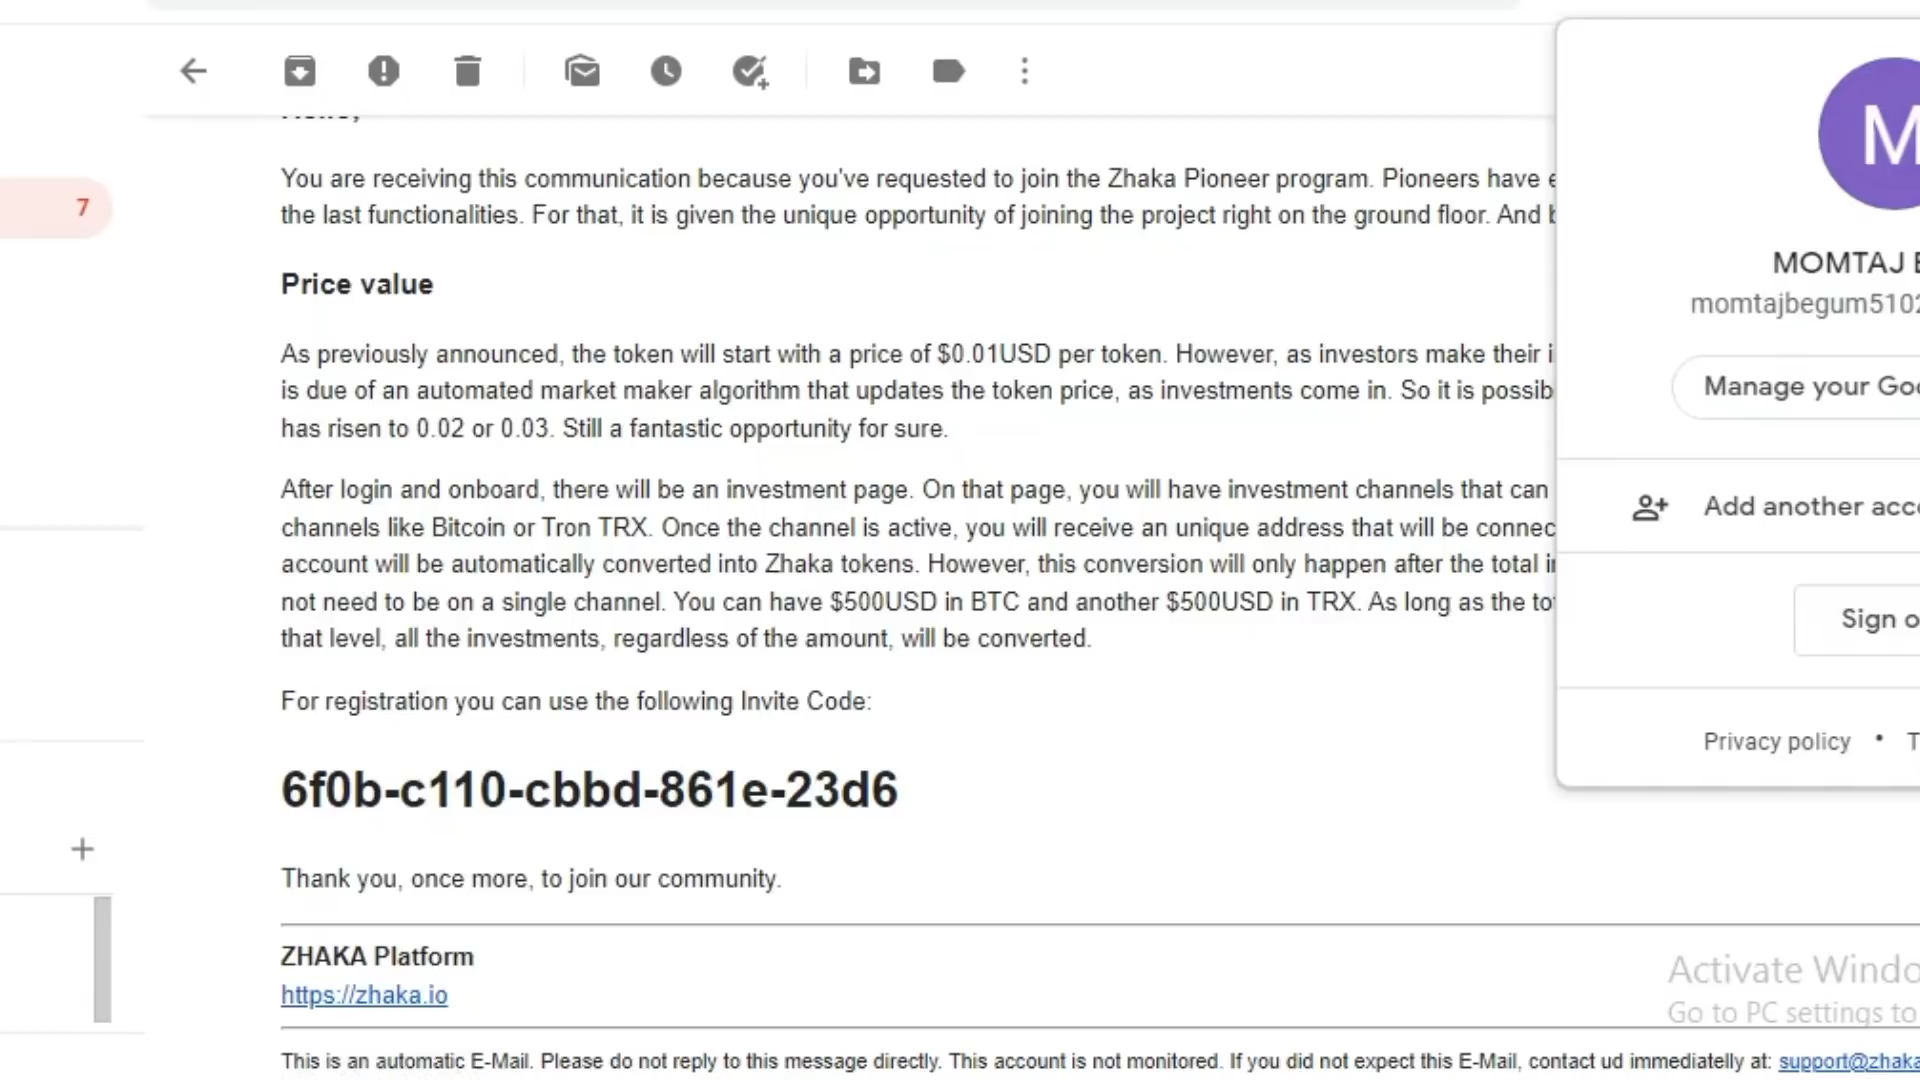 Hello,
7
You are receiving this communication because you've requested to join the Zhaka Pioneer program. Pioneers have
the last functionalities. For that, it is given the unique opportunity of joining the project right on the ground floor. And
Price value
As previously announced, the token will start with a price of $0.01USD per token. However, as investors make their
is due of an automated market maker algorithm that updates the token price, as investments come in. So it is
has risen to 0.02 or 0.03. Still a fantastic opportunity for sure.
After login and onboard, there will be an investment page. On that page, you will have investment channels that can
channels like Bitcoin or Tron TRX. Once the channel is active, you will receive an unique address that will be
account will be automatically converted into Zhaka tokens. However, this conversion will only happen after the total
not need to be on a single channel. You can have $500USD in BTC and another $500USD in TRX. As long as the
that level, all the investments, regardless of the amount, will be converted.
For registration you can use the following Invite Code:
6f0b-c110-cbbd-861e-23d6
Thank you, once more, to join our community.
ZHAKA Platform
https://zhaka.io
This is an automatic E-Mail. Please do not reply to this message directly. This account is not monitored. If you did not expect this E-Mail, contact ud immediatelly at: support@zhaka
M
MOMTAJ
momtajbegum5102
Manage your Goo
Add another acco
Sign o
Privacy policy • T
Activate Windo
Go to PC settings to